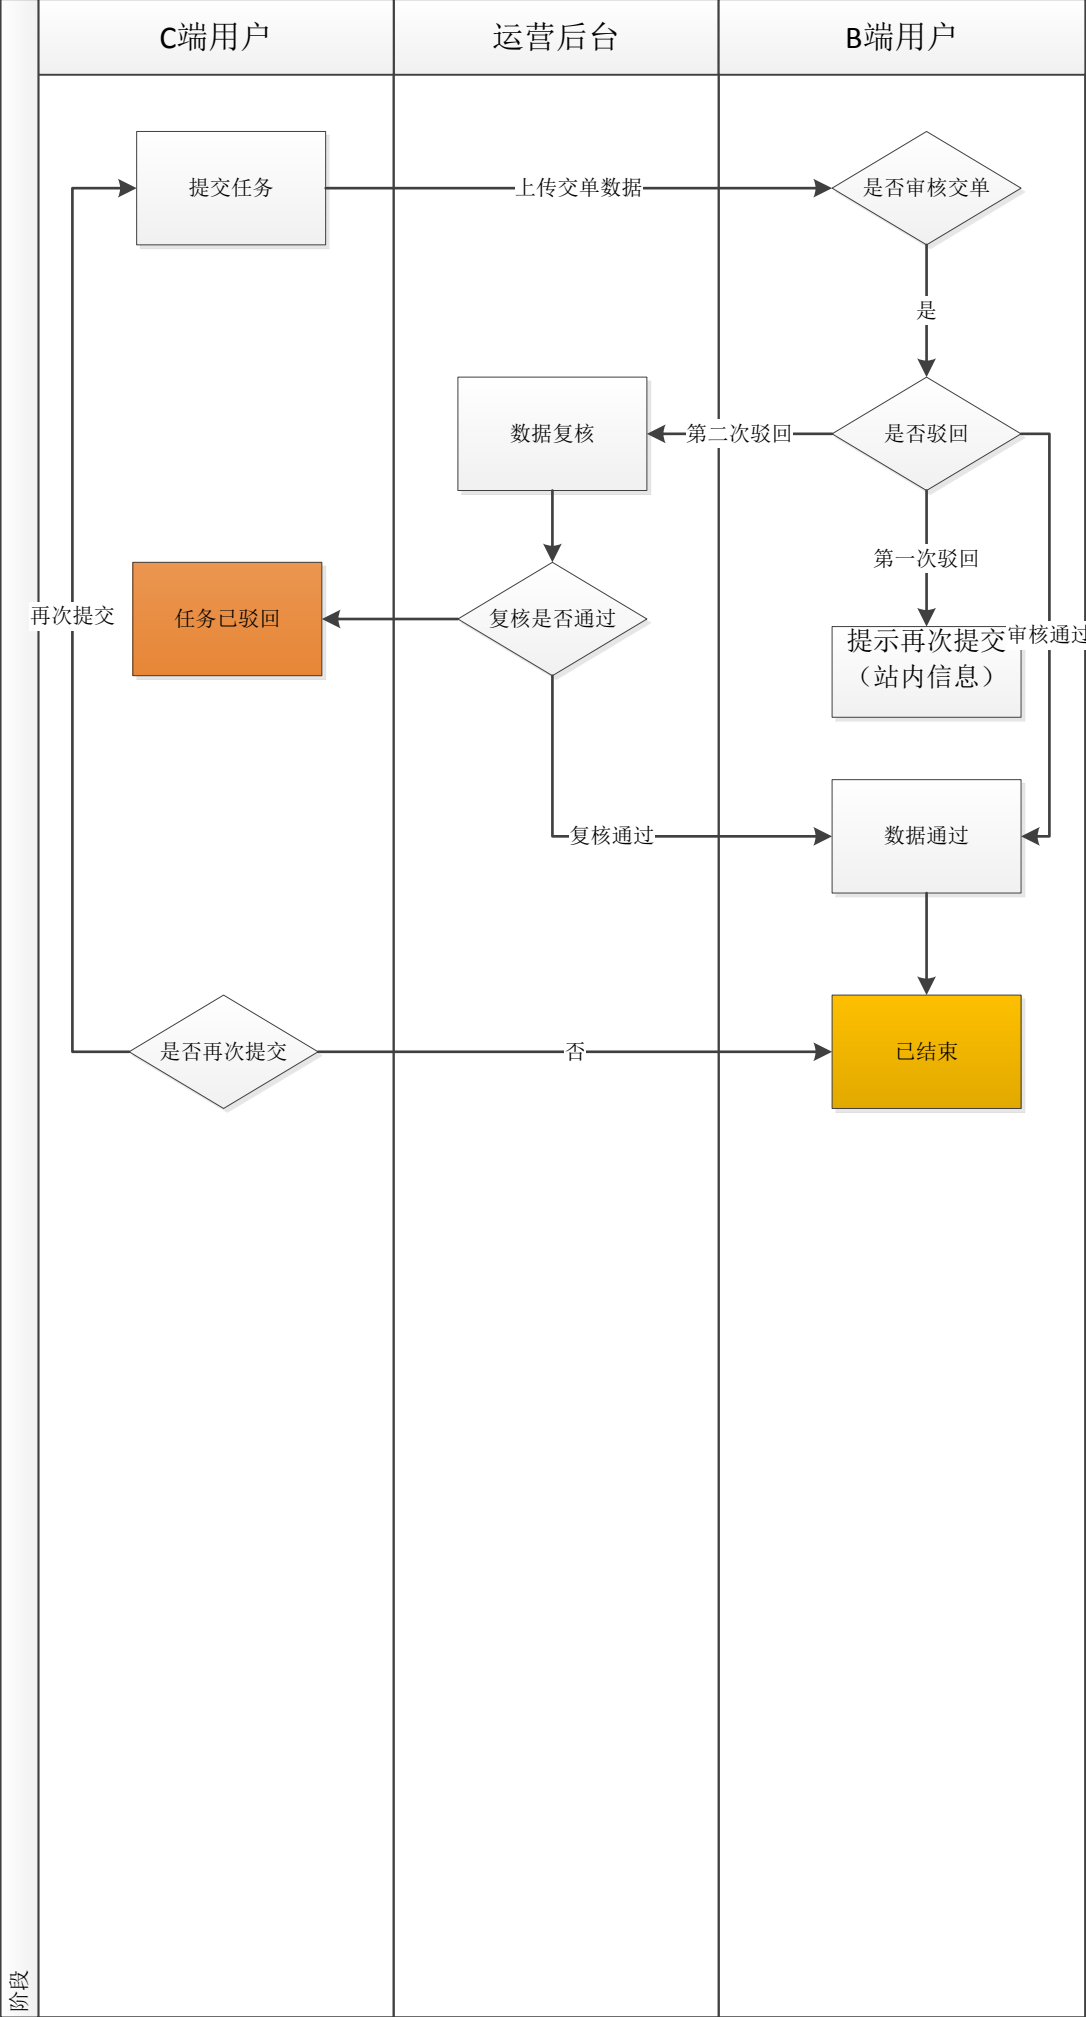 C端用户
运营后台
B端用户
提交任务
上传交单数据
是否审核交单
是
数据复核
第二次驳回
是否驳回
第一次驳回
再次提交
任务已驳回
复核是否通过
提示再次提交
（站内信息）
审核通过
复核通过
数据通过
是否再次提交
否
已结束
阶段